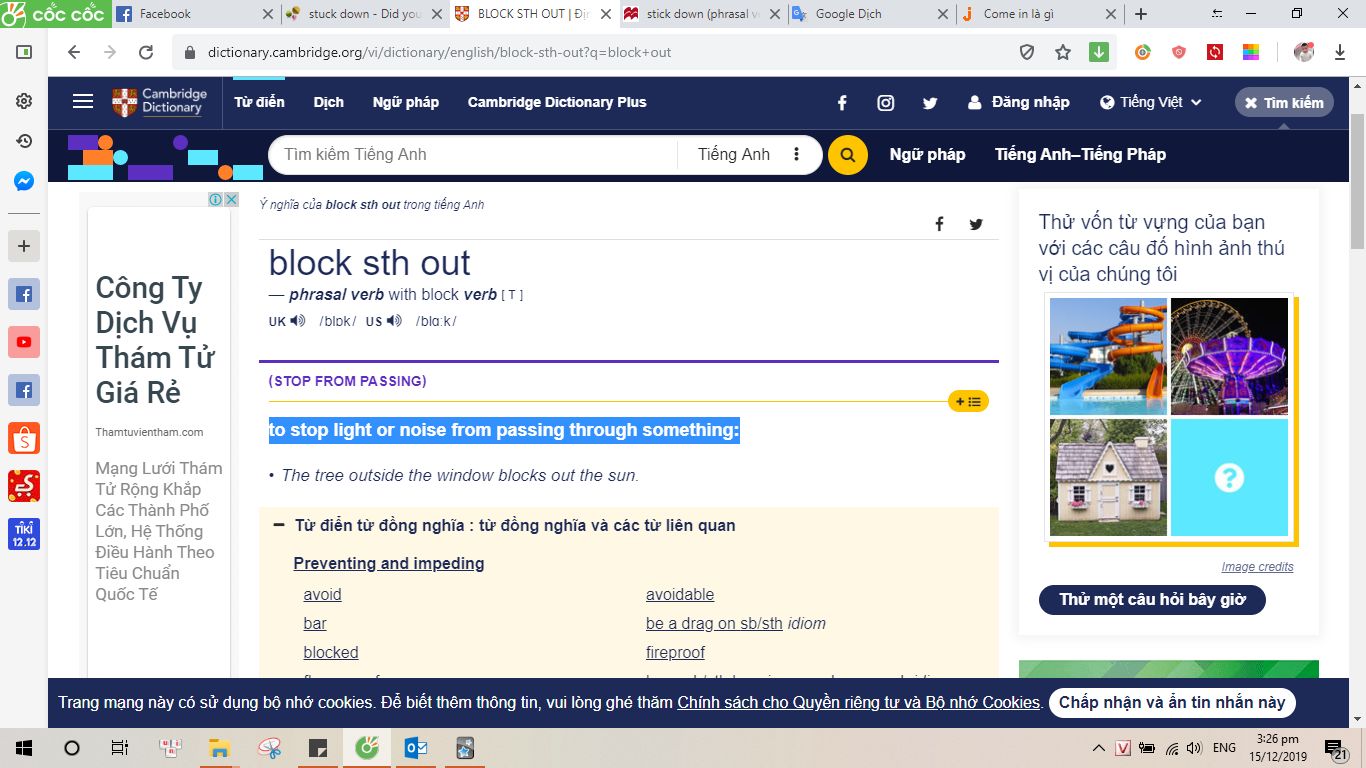 cốc cốc
Facebook
stuck down - Did you
BLOCK STH OUT | Địn
stick down (phrasal ve
Google Dịch
Come in là gì
dictionary.cambridge.org/vi/dictionary/english/block-sth-out?q=block+out
Cambridge
Dictionary
Từ điển
Dịch
Ngữ pháp
Cambridge Dictionary Plus
Đăng nhập
Tiếng Việt
Tìm kiếm
Tìm kiếm Tiếng Anh
Tiếng Anh
Ngữ pháp
Tiếng Anh–Tiếng Pháp
Công Ty
Dịch Vụ
Thám Tử
Giá Rẻ
Thamtuvientham.com
Mạng Lưới Thám
Tử Rộng Khắp
Các Thành Phố
Lớn, Hệ Thống
Điều Hành Theo
Tiêu Chuẩn
Quốc Tế
Ý nghĩa của block sth out trong tiếng Anh
block sth out
— phrasal verb with block verb [ T ]
UK /blɒk/ US /blɑːk/
(STOP FROM PASSING)
to stop light or noise from passing through something:
• The tree outside the window blocks out the sun.
Từ điển từ đồng nghĩa : từ đồng nghĩa và các từ liên quan
Preventing and impeding
avoid
avoidable
bar
be a drag on sb/sth idiom
blocked
fireproof
Thử vốn từ vựng của bạn
với các câu đố hình ảnh thú
vị của chúng tôi
?
Image credits
Thử một câu hỏi bây giờ
Trang mạng này có sử dụng bộ nhớ cookies. Để biết thêm thông tin, vui lòng ghé thăm Chính sách cho Quyền riêng tư và Bộ nhớ Cookies.
Chấp nhận và ẩn tin nhắn này
TIKI
12.12
ENG
3:26 pm
15/12/2019
21